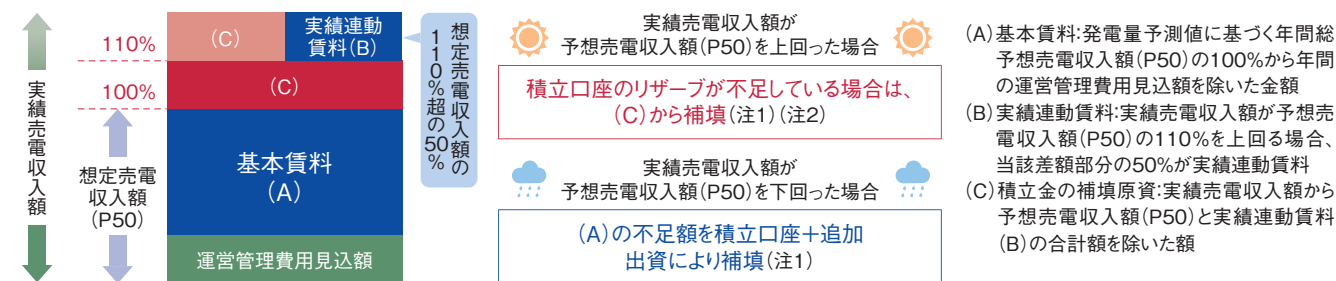 実績売電収入額
110%
100%
想定売電
収入額
(P50)
(C)
実績連動
賃料(B)
(C)
基本賃料
(A)
運営管理費用見込額
想定売電収入額の
110%超の50%
実績売電収入額が
予想売電収入額(P50)を上回った場合
積立口座のリザーブが不足している場合は、
(C)から補填(注1)(注2)
実績売電収入額が
予想売電収入額(P50)を下回った場合
(A)の不足額を積立口座+追加
出資により補填(注1)
(A)基本賃料:発電量予測値に基づく年間総
予想売電収入額(P50)の100%から年間
の運営管理費用見込額を除いた金額
(B)実績連動賃料:実績売電収入額が予想売
電収入額(P50)の110%を上回る場合、
当該差額部分の50%が実績連動賃料
(C)積立金の補填原資:実績売電収入額から
予想売電収入額(P50)と実績連動賃料
(B)の合計額を除いた額